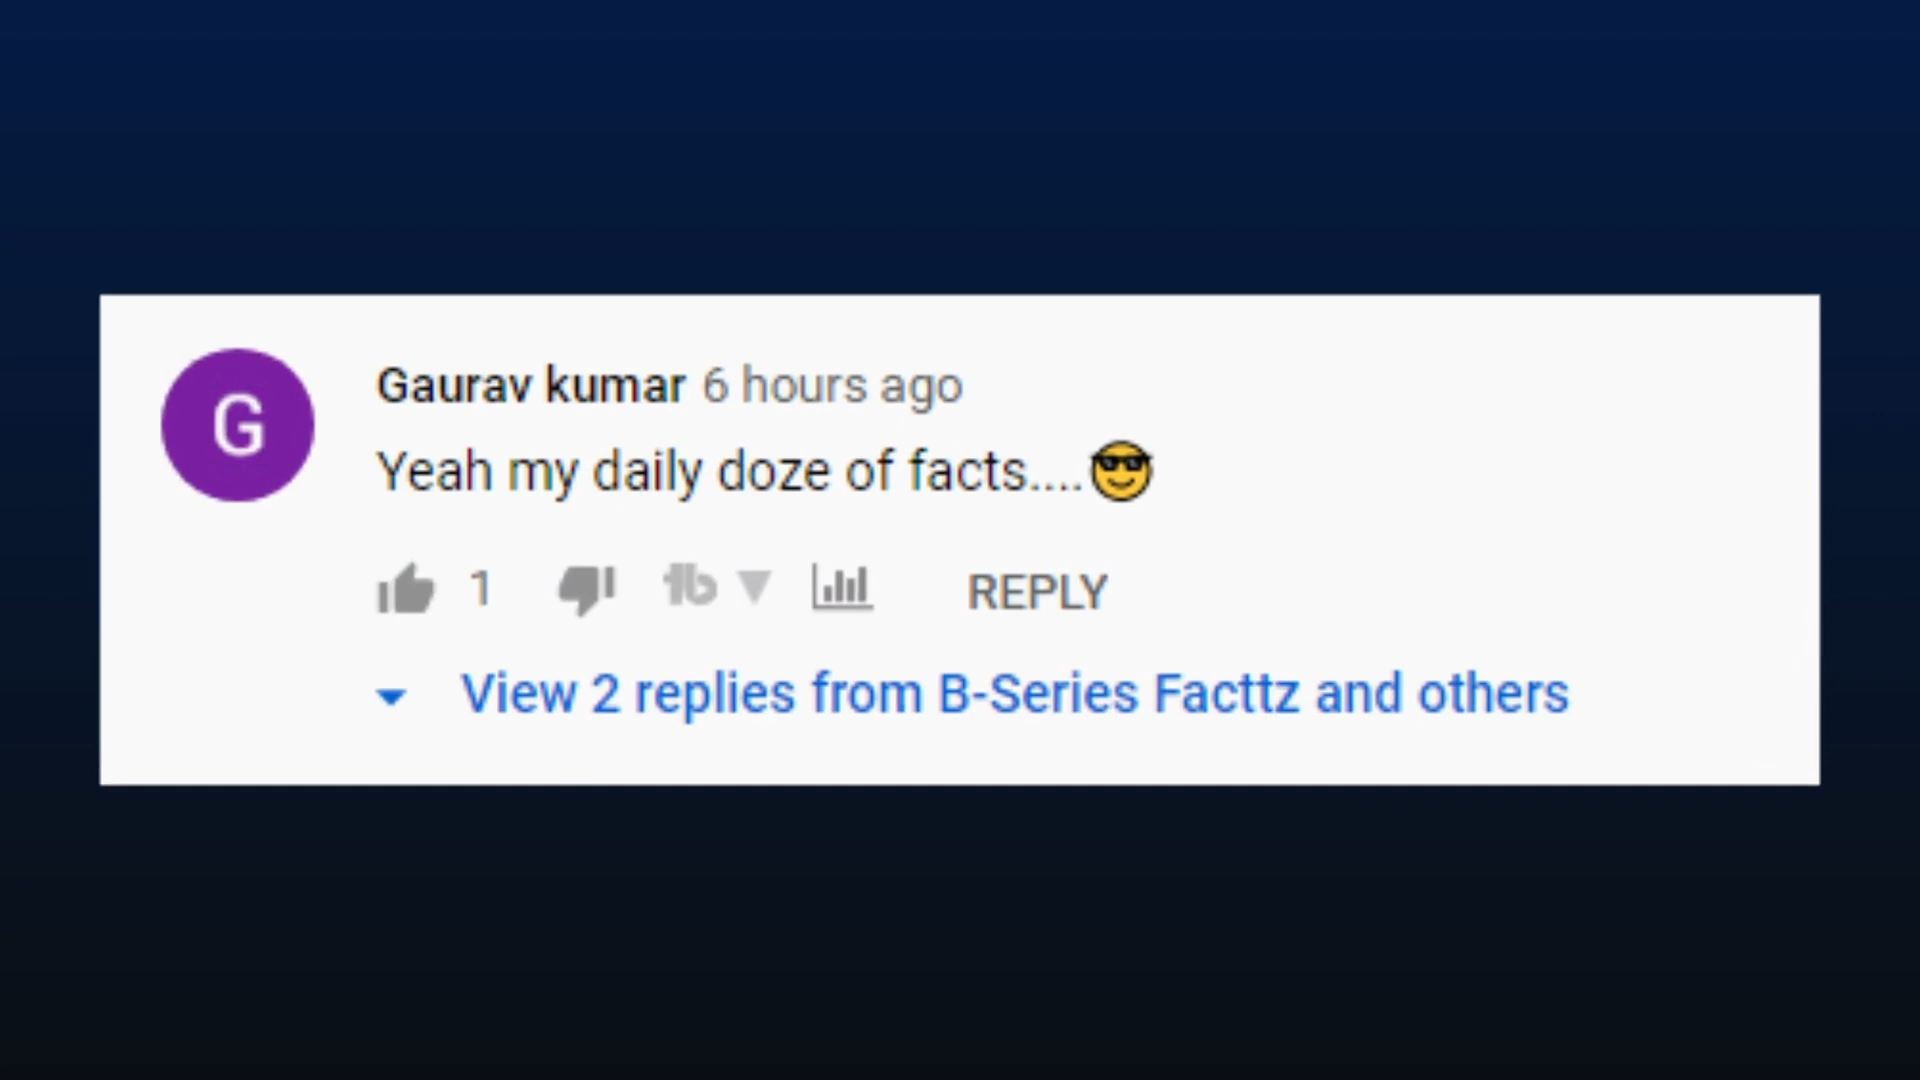 G
Gaurav kumar 6 hours ago
Yeah my daily doze of facts....😎
1 tb REPLY
View 2 replies from B-Series Facttz and others